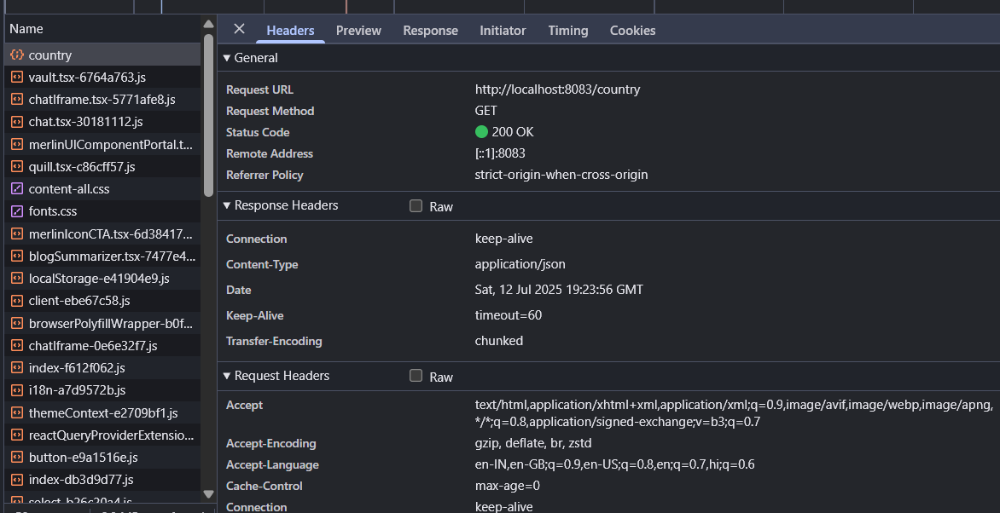 Name
country
vault.tsx-6764a763.js
chatIframe.tsx-5771afe8.js
chat.tsx-30181112.js
merlinUIComponentPortal.t...
quill.tsx-c86cff57.js
content-all.css
fonts.css
merlinIconCTA.tsx-6d38417...
blogSummarizer.tsx-7477e4...
localStorage-e41904e9.js
client-ebe67c58.js
browserPolyfillWrapper-b0f...
chatIframe-0e6e32f7.js
index-f612f062.js
i18n-a7d9572b.js
themeContext-e2709bf1.js
reactQueryProviderExtensio...
button-e9a1516e.js
index-db3d9d77.js
select-b26c20a4.js
Headers Preview Response Initiator Timing Cookies
General
Request URL http://localhost:8083/country
Request Method GET
Status Code 200 OK
Remote Address [::1]:8083
Referrer Policy strict-origin-when-cross-origin
Response Headers Raw
Connection keep-alive
Content-Type application/json
Date Sat, 12 Jul 2025 19:23:56 GMT
Keep-Alive timeout=60
Transfer-Encoding chunked
Request Headers Raw
Accept text/html,application/xhtml+xml,application/xml;q=0.9,image/avif,image/webp,image/apng,
*/*;q=0.8,application/signed-exchange;v=b3;q=0.7
Accept-Encoding gzip, deflate, br, zstd
Accept-Language en-IN,en-GB;q=0.9,en-US;q=0.8,en;q=0.7,hi;q=0.6
Cache-Control max-age=0
Connection keep-alive